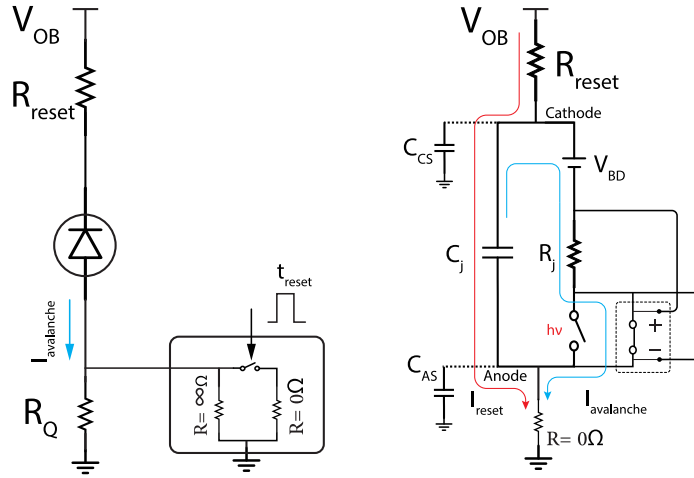 V_OB
R_reset
I_avalanche
R_Q
t_reset
R= ∞Ω
R= 0Ω
V_OB
R_reset
Cathode
C_CS
V_BD
C_j
R_j
hν
+
−
C_AS
Anode
I_reset
I_avalanche
R= 0Ω